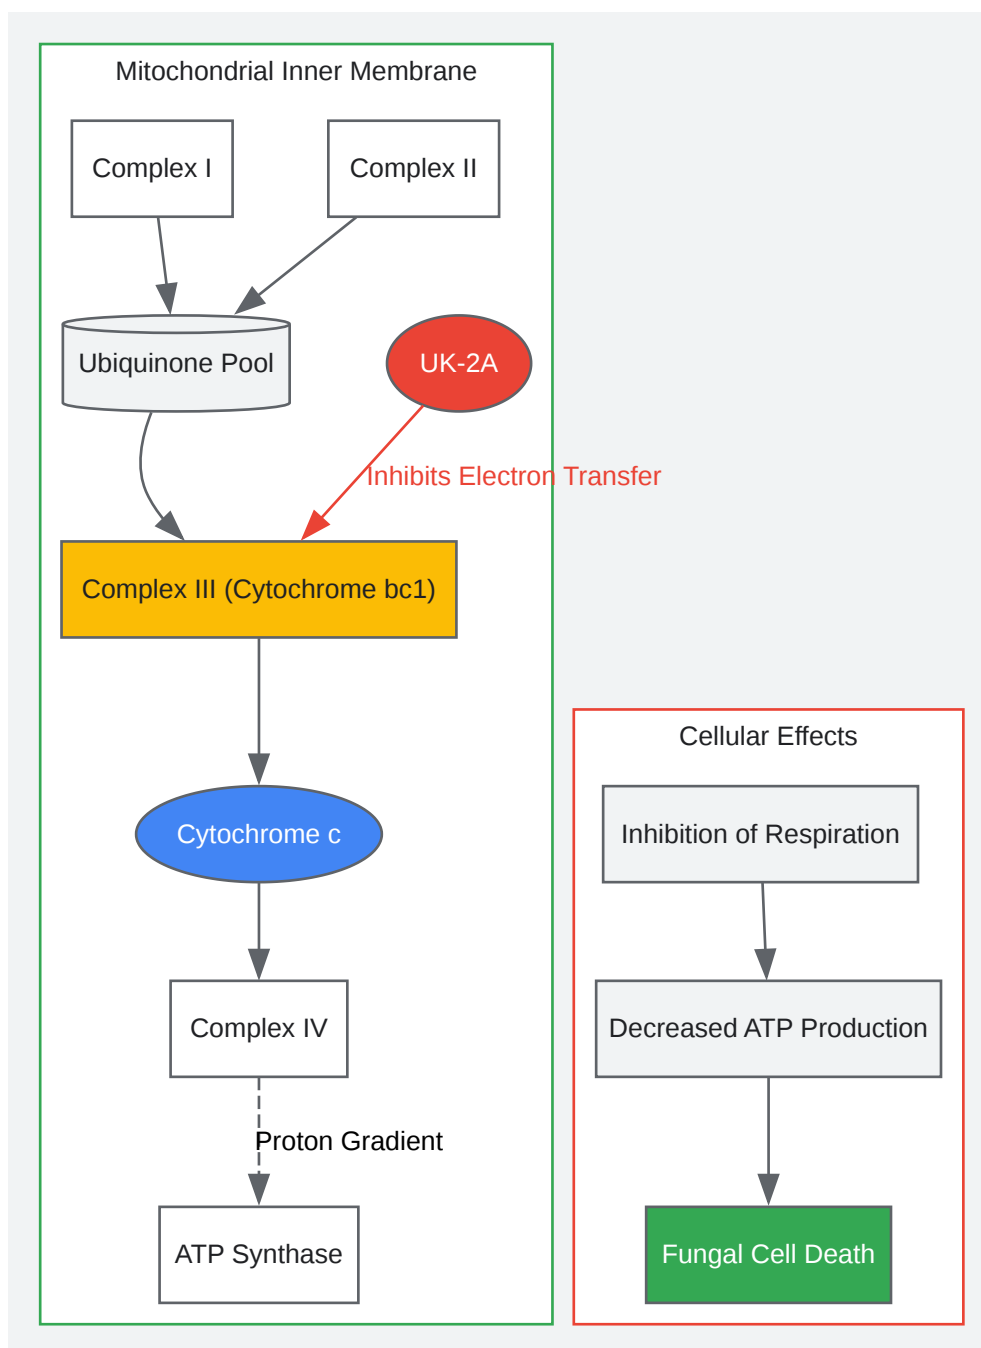 Mitochondrial Inner Membrane
Complex I
Complex II
Ubiquinone Pool
UK-2A
Inhibits Electron Transfer
Complex III (Cytochrome bc1)
Cytochrome c
Complex IV
Proton Gradient
ATP Synthase
Cellular Effects
Inhibition of Respiration
Decreased ATP Production
Fungal Cell Death